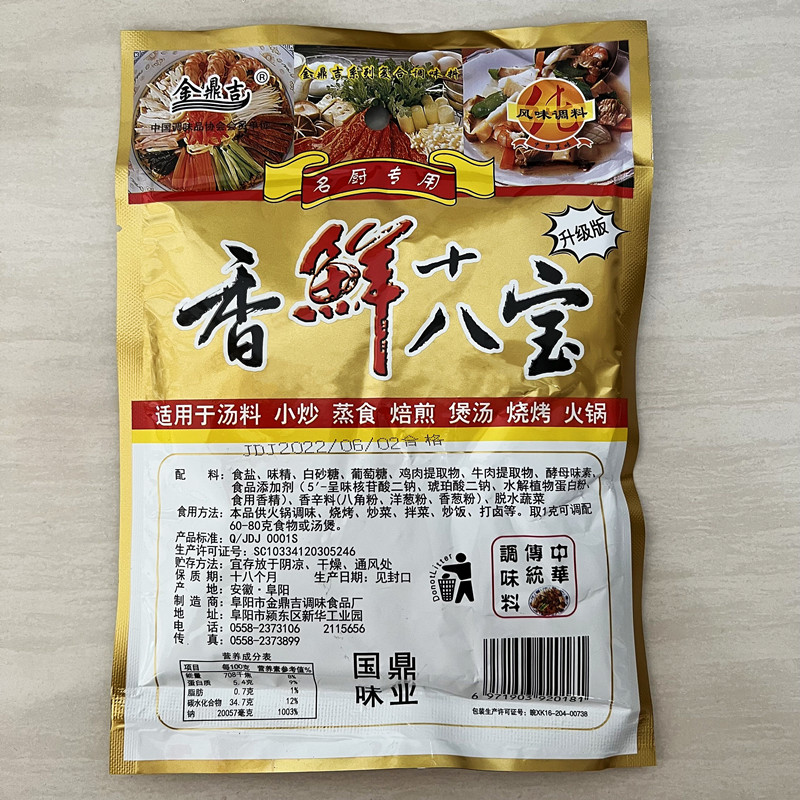 金鼎吉®
中国调味品协会会员单位
金鼎吉系列复合调味料
纯
风味调料
名厨专用
升级版
香鲜十八宝
适用于汤料 小炒 蒸食 焙煎 煲汤 烧烤 火锅
JDJ2022/06/02合格
配 料：食盐、味精、白砂糖、葡萄糖、鸡肉提取物、牛肉提取物、酵母味素、
食品添加剂（5′-呈味核苷酸二钠、琥珀酸二钠、水解植物蛋白粉、
食用香精）、香辛料(八角粉、洋葱粉、香葱粉)、脱水蔬菜
食用方法：本品供火锅调味、烧烤、炒菜、拌菜、炒饭、打卤等。取1克可调配
60-80克食物或汤煲。
产品标准：Q/JDJ 0001S
生产许可证号：SC10334120305246
贮存方法：宜存放于阴凉、干燥、通风处
保 质 期：十八个月 生产日期：见封口
产 地：安徽·阜阳
制 造 商：阜阳市金鼎吉调味食品厂
地 址：阜阳市颍东区新华工业园
电 话：0558-2373106 2115656
传 真：0558-2373899
DonotLitter
中華
傳統
調味料
营养成分表
项目 每100克 营养素参考值%
能量 708千焦 8%
蛋白质 5.4克 9%
脂肪 0.7克 1%
碳水化合物 34.7克 12%
钠 20057毫克 1003%
国鼎
味业
6 971903 920181
包装生产许可证号：皖XK16-204-00738